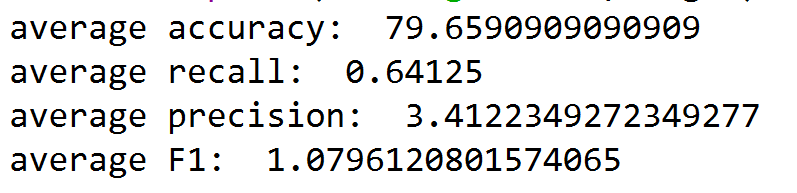 average accuracy:  79.6590909090909
average recall:  0.64125
average precision:  3.4122349272349277
average F1:  1.0796120801574065